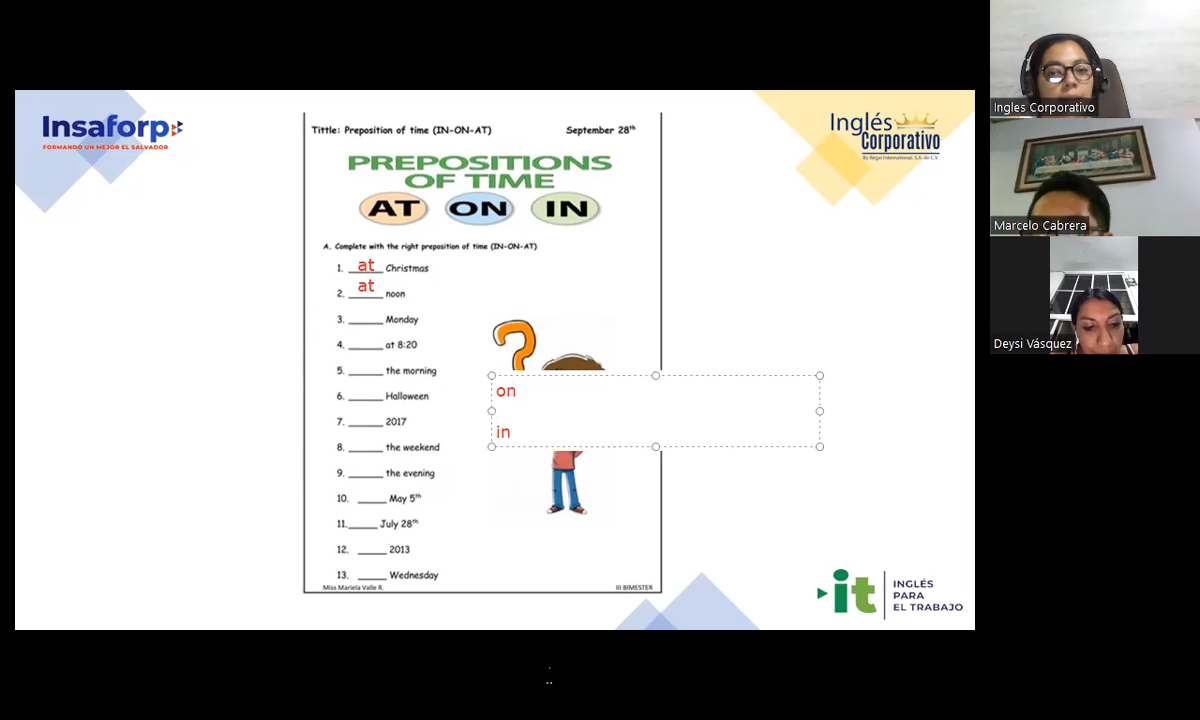 Insaforp
FORMANDO UN MEJOR EL SALVADOR
Tittle: Preposition of time (IN-ON-AT) September 28th
PREPOSITIONS
OF TIME
AT ON IN
A. Complete with the right preposition of time (IN-ON-AT)
1. ______ Christmas
at
2. ______ noon
at
3. ______ Monday
4. ______ at 8:20
5. ______ the morning
6. ______ Halloween
7. ______ 2017
8. ______ the weekend
9. ______ the evening
10. _____ May 5th
11. _____ July 28th
12. _____ 2013
13. _____ Wednesday
Miss Mariela Valle R. III BIMESTER
on
in
Inglés
Corporativo
By Regal International, S.A. de C.V.
it
INGLÉS
PARA
EL TRABAJO
Ingles Corporativo
Marcelo Cabrera
Deysi Vásquez